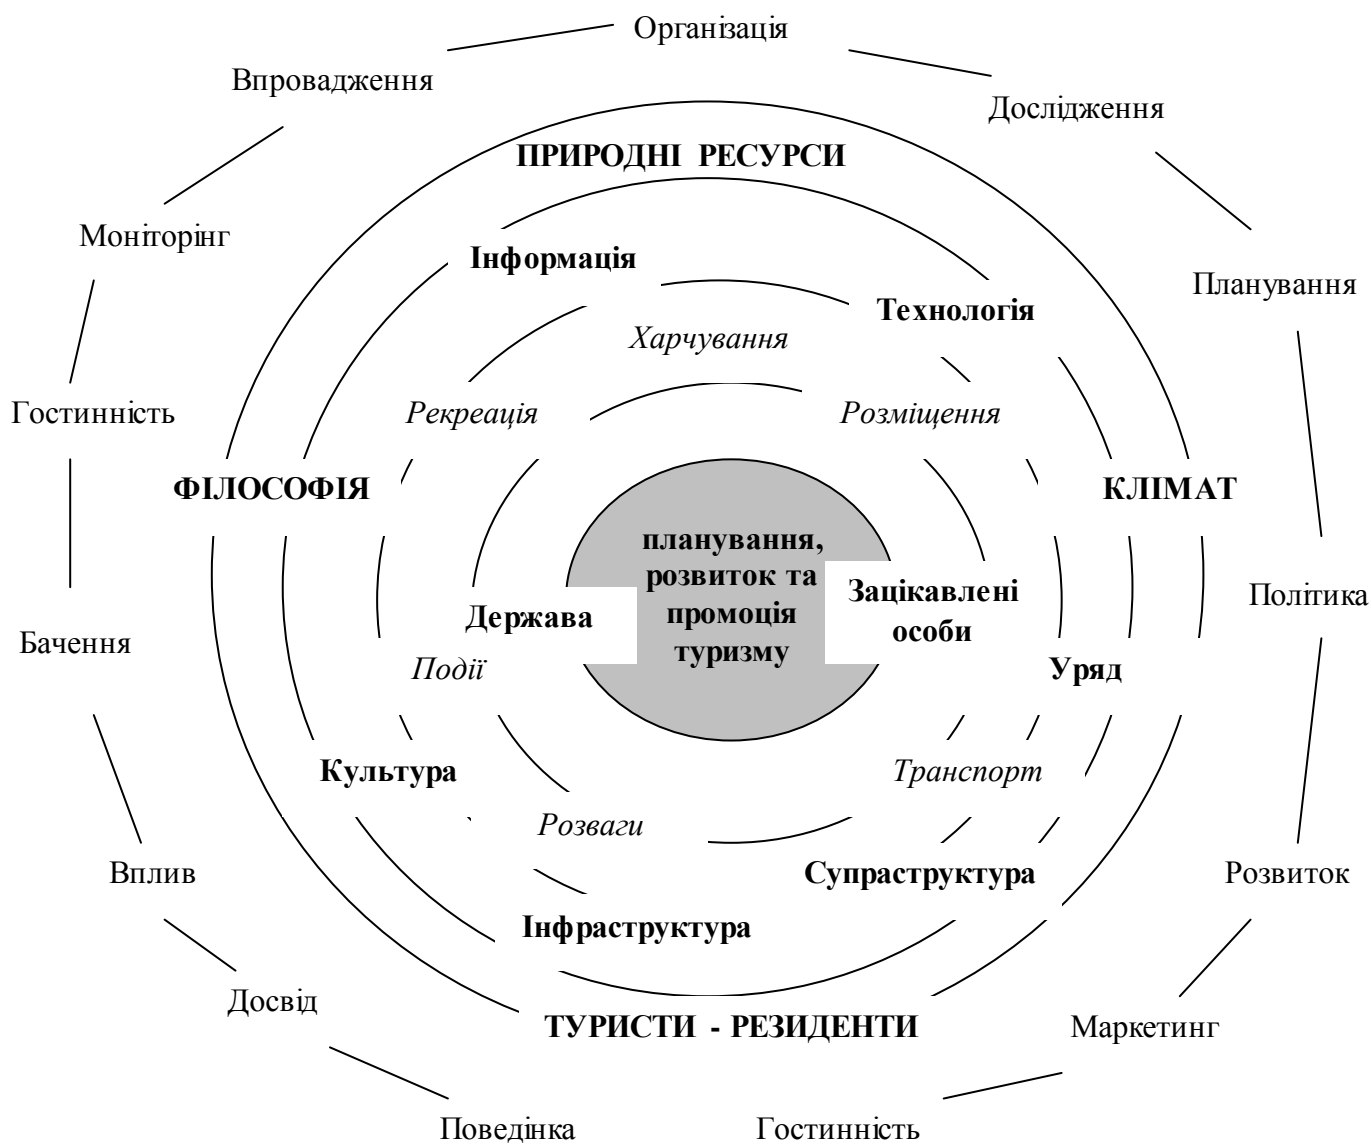 Організація
Впровадження
Дослідження
ПРИРОДНІ РЕСУРСИ
Моніторінг
Інформація
Планування
Технологія
Харчування
Гостинність
Рекреація
Розміщення
ФІЛОСОФІЯ
КЛІМАТ
планування,
розвиток та
промоція
туризму
Держава
Зацікавлені
особи
Політика
Бачення
Події
Уряд
Культура
Транспорт
Розваги
Вплив
Супраструктура
Розвиток
Інфраструктура
Досвід
ТУРИСТИ - РЕЗИДЕНТИ
Маркетинг
Поведінка
Гостинність